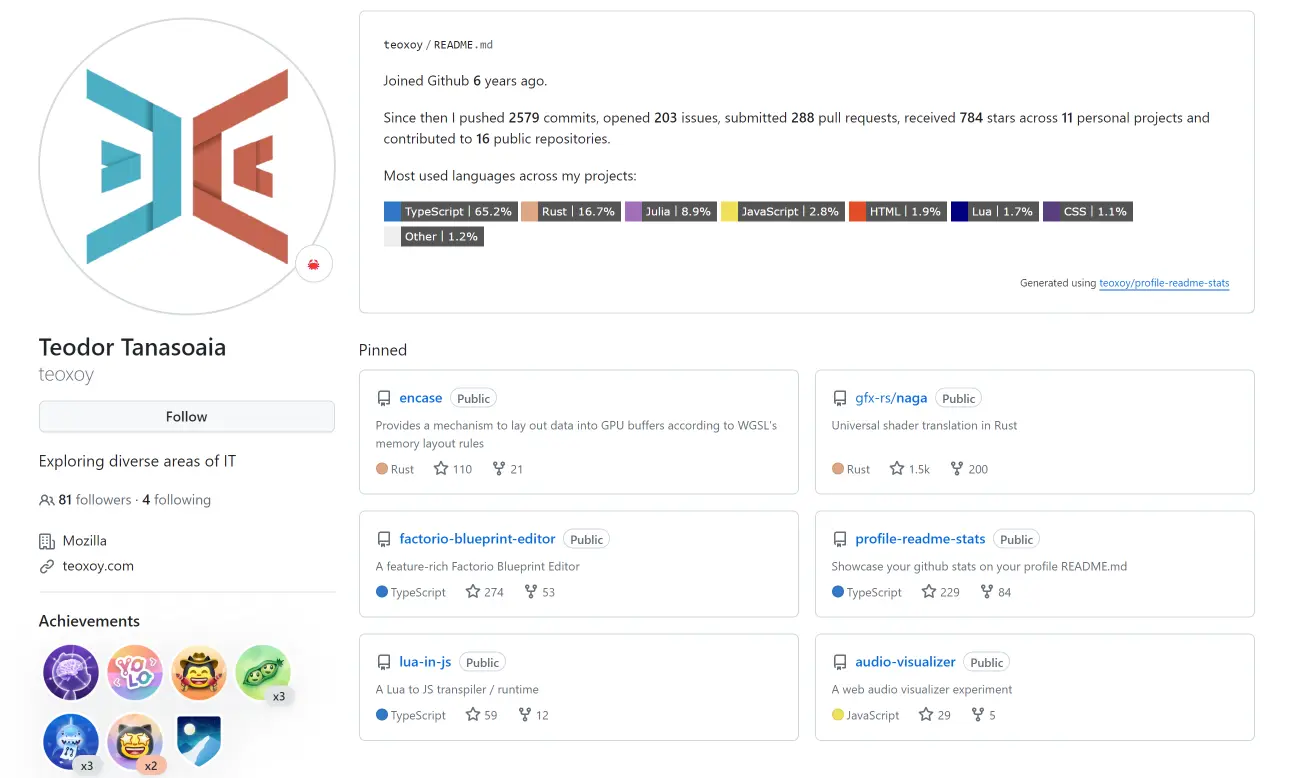 teoxoy/README.md
Joined Github 6 years ago.
Since then I pushed 2579 commits, opened 203 issues, submitted 288 pull requests, received 784 stars across 11 personal projects and
contributed to 16 public repositories.
Most used languages across my projects:
TypeScript | 65.2% Rust | 16.7% Julia | 8.9% JavaScript | 2.8% HTML | 1.9% Lua | 1.7% CSS | 1.1%
Other | 1.2%
Generated using teoxoy/profile-readme-stats
Teodor Tanasoaia
teoxoy
Follow
Exploring diverse areas of IT
81 followers · 4 following
Mozilla
teoxoy.com
Achievements
YOLO
x3
x3
x2
Pinned
encase Public
Provides a mechanism to lay out data into GPU buffers according to WGSL's
memory layout rules
Rust 110 21
gfx-rs/naga Public
Universal shader translation in Rust
Rust 1.5k 200
factorio-blueprint-editor Public
A feature-rich Factorio Blueprint Editor
TypeScript 274 53
profile-readme-stats Public
Showcase your github stats on your profile README.md
TypeScript 229 84
lua-in-js Public
A Lua to JS transpiler / runtime
TypeScript 59 12
audio-visualizer Public
A web audio visualizer experiment
JavaScript 29 5